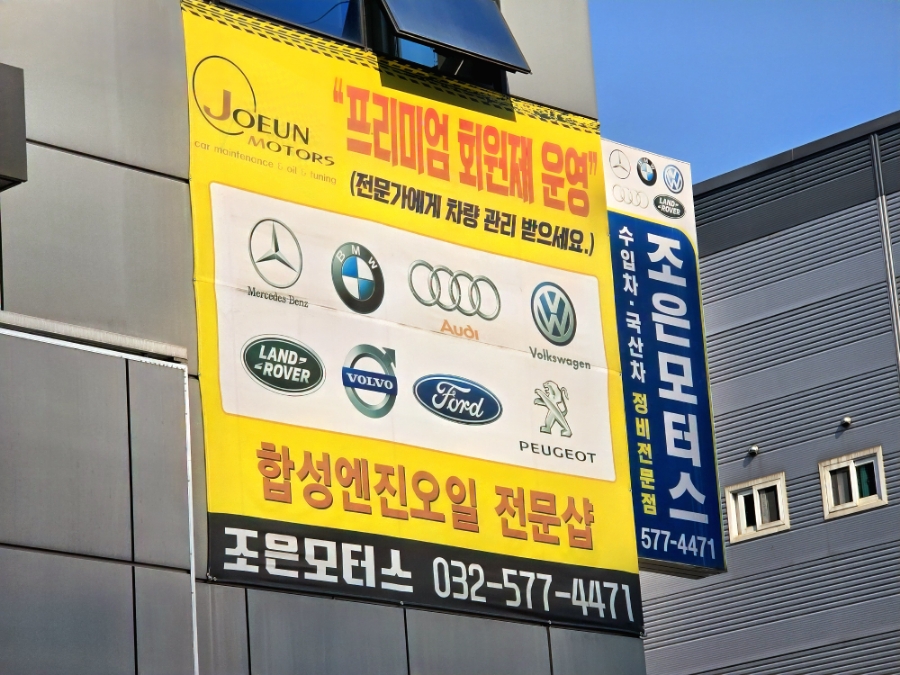 JOEUN
MOTORS
car maintenance & oil & tuning
“프리미엄 회원제 운영”
(전문가에게 차량 관리 받으세요.)
Mercedes-Benz
BMW
Audi
Volkswagen
LAND-
ROVER
VOLVO
Ford
PEUGEOT
합성엔진오일 전문샵
조은모터스 032-577-4471
BMW
LAND-
ROVER
조은모터스
수입차·국산차 정비전문점
577-4471